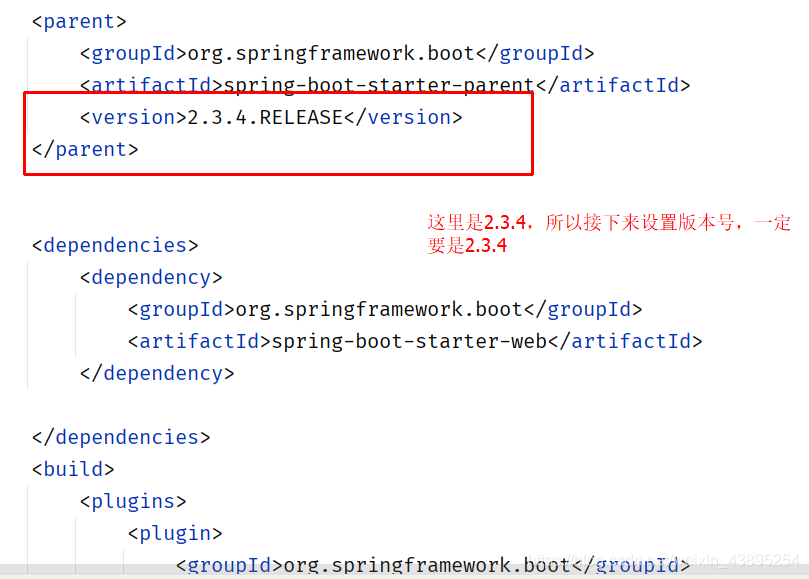 <parent>
<groupId>org.springframework.boot</groupId>
<artifactId>spring-boot-starter-parent</artifactId>
<version>2.3.4.RELEASE</version>
</parent>
这里是2.3.4，所以接下来设置版本号，一定
要是2.3.4
<dependencies>
<dependency>
<groupId>org.springframework.boot</groupId>
<artifactId>spring-boot-starter-web</artifactId>
</dependency>
</dependencies>
<build>
<plugins>
<plugin>
<groupId>org.springframework.boot</groupId>
https://blog.csdn.net/weixin_43895254